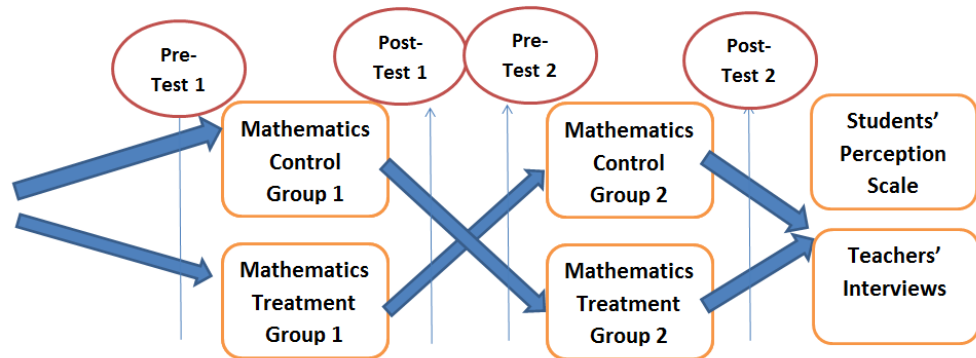 Pre-
Test 1
Post-
Test 1
Pre-
Test 2
Post-
Test 2
Mathematics
Control
Group 1
Mathematics
Control
Group 2
Students’
Perception
Scale
Mathematics
Treatment
Group 1
Mathematics
Treatment
Group 2
Teachers’
Interviews